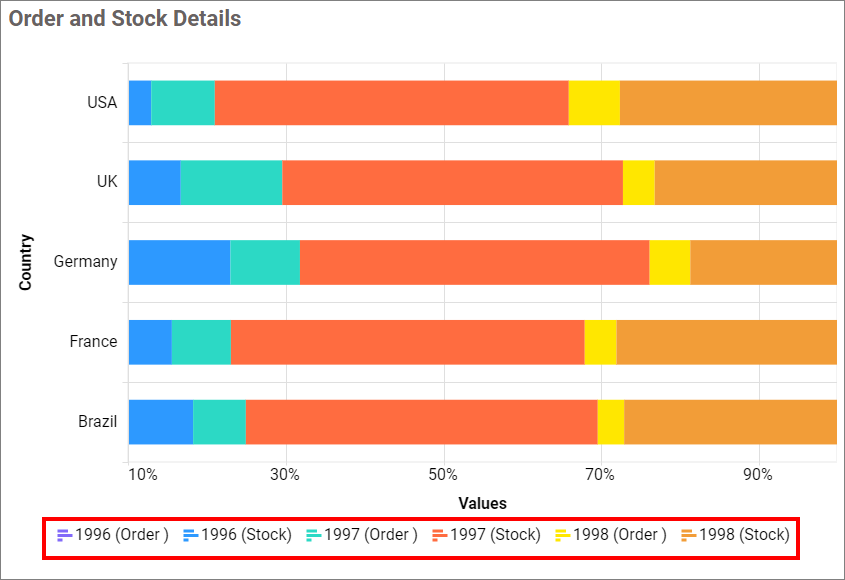 Order and Stock Details
USA
UK
Germany
France
Brazil
Country
10% 30% 50% 70% 90%
Values
1996 (Order ) 1996 (Stock) 1997 (Order ) 1997 (Stock) 1998 (Order ) 1998 (Stock)